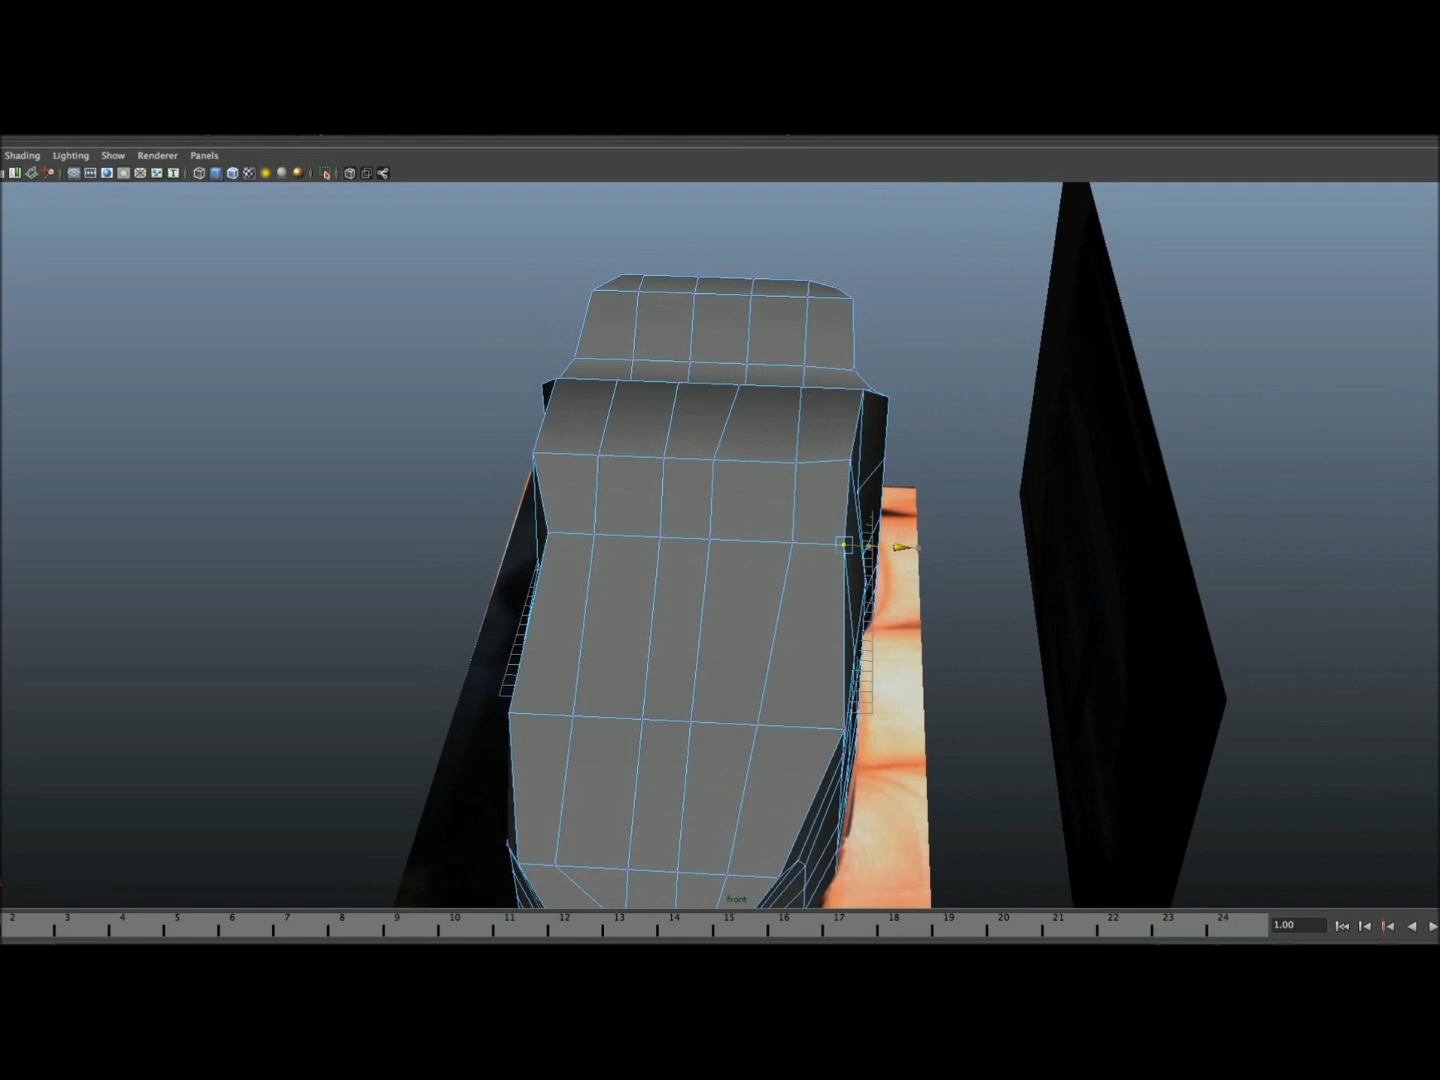 Shading Lighting Show Renderer Panels
T
front
2 3 4 5 6 7 8 9 10 11 12 13 14 15 16 17 18 19 20 21 22 23 24
1.00